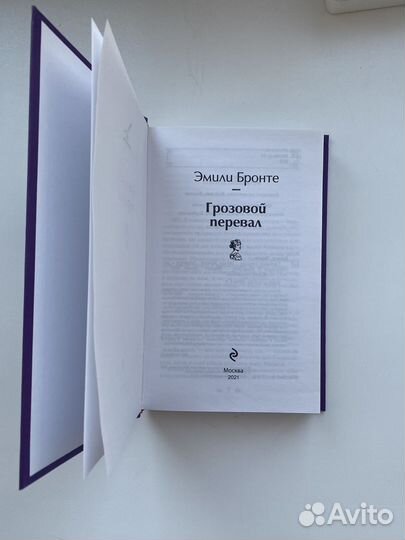 Эмили Бронте
Грозовой
перевал
Москва
2021
Avito